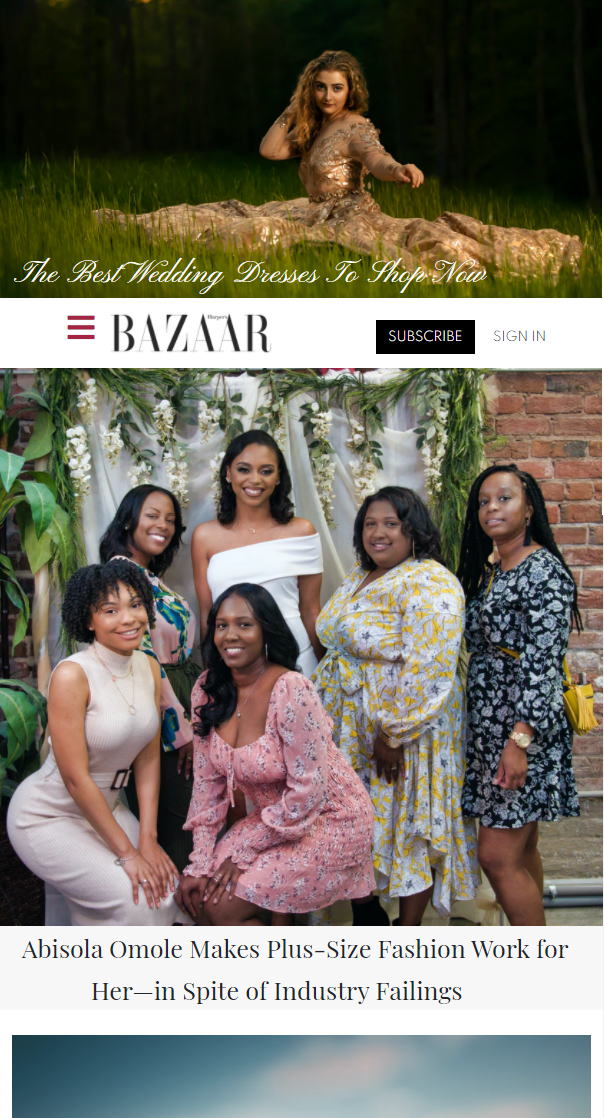 The Best Wedding Dresses To Shop Now
Harper's
BAZAAR
SUBSCRIBE
SIGN IN
Abisola Omole Makes Plus-Size Fashion Work for
Her—in Spite of Industry Failings